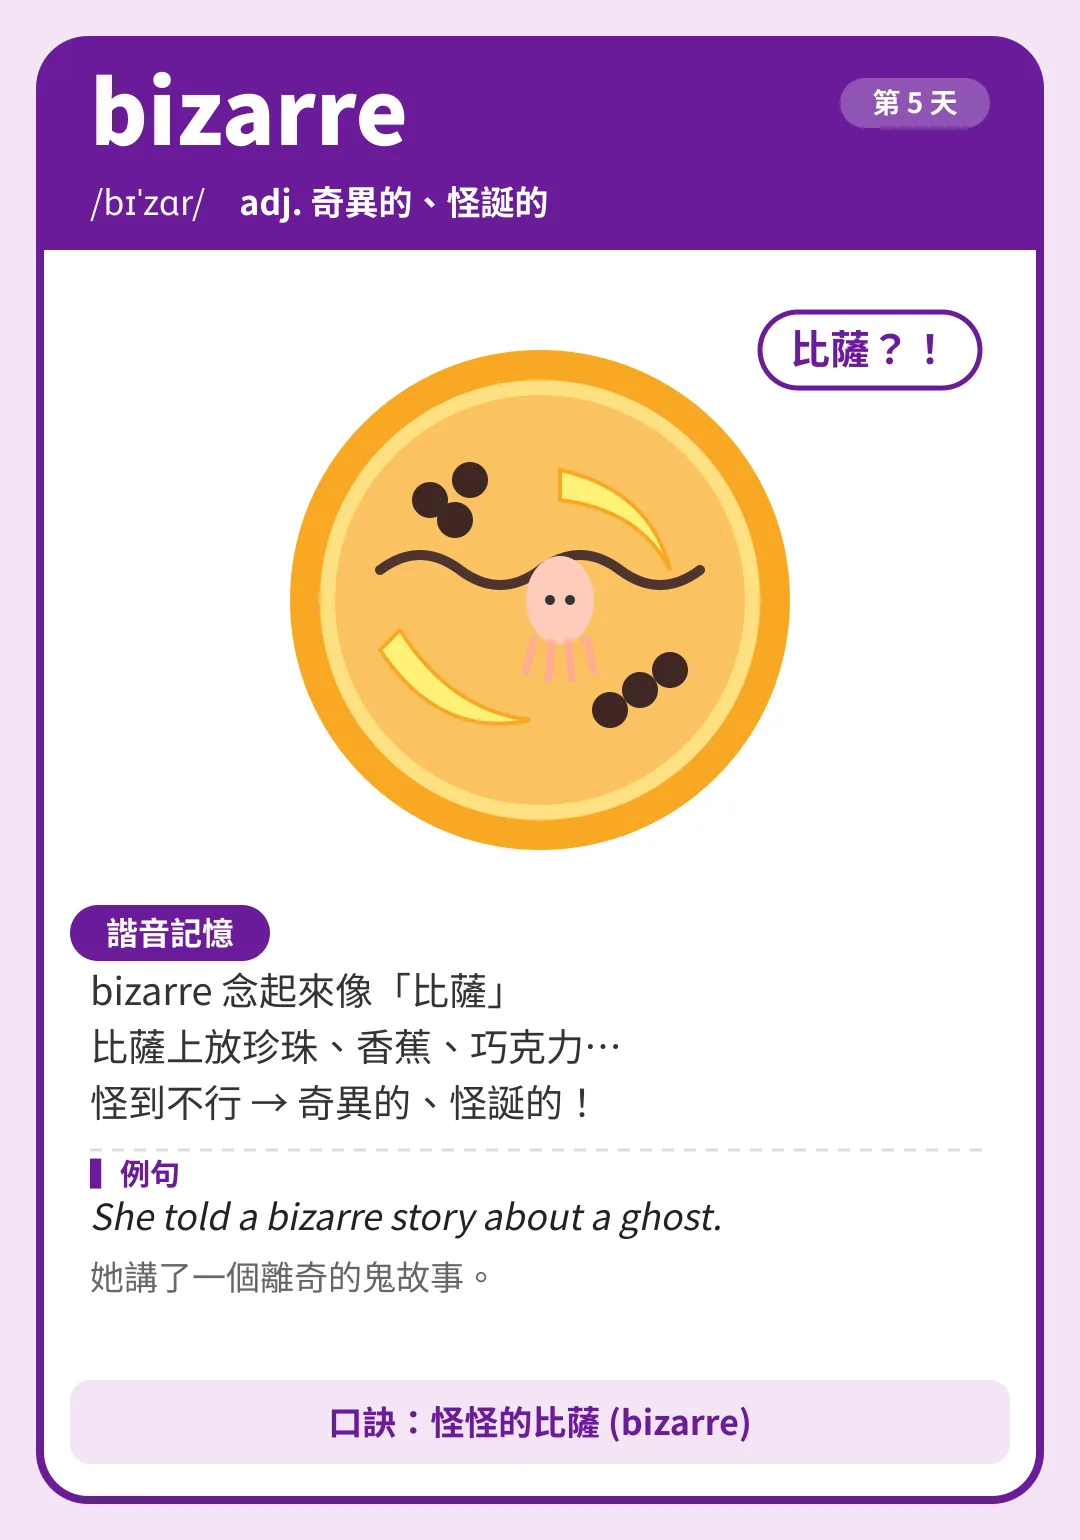 bizarre
第 5 天
/bɪˈzɑr/ adj. 奇異的、怪誕的
比薩？！
諧音記憶
bizarre 念起來像「比薩」
比薩上放珍珠、香蕉、巧克力…
怪到不行 → 奇異的、怪誕的！
例句
She told a bizarre story about a ghost.
她講了一個離奇的鬼故事。
口訣：怪怪的比薩 (bizarre)